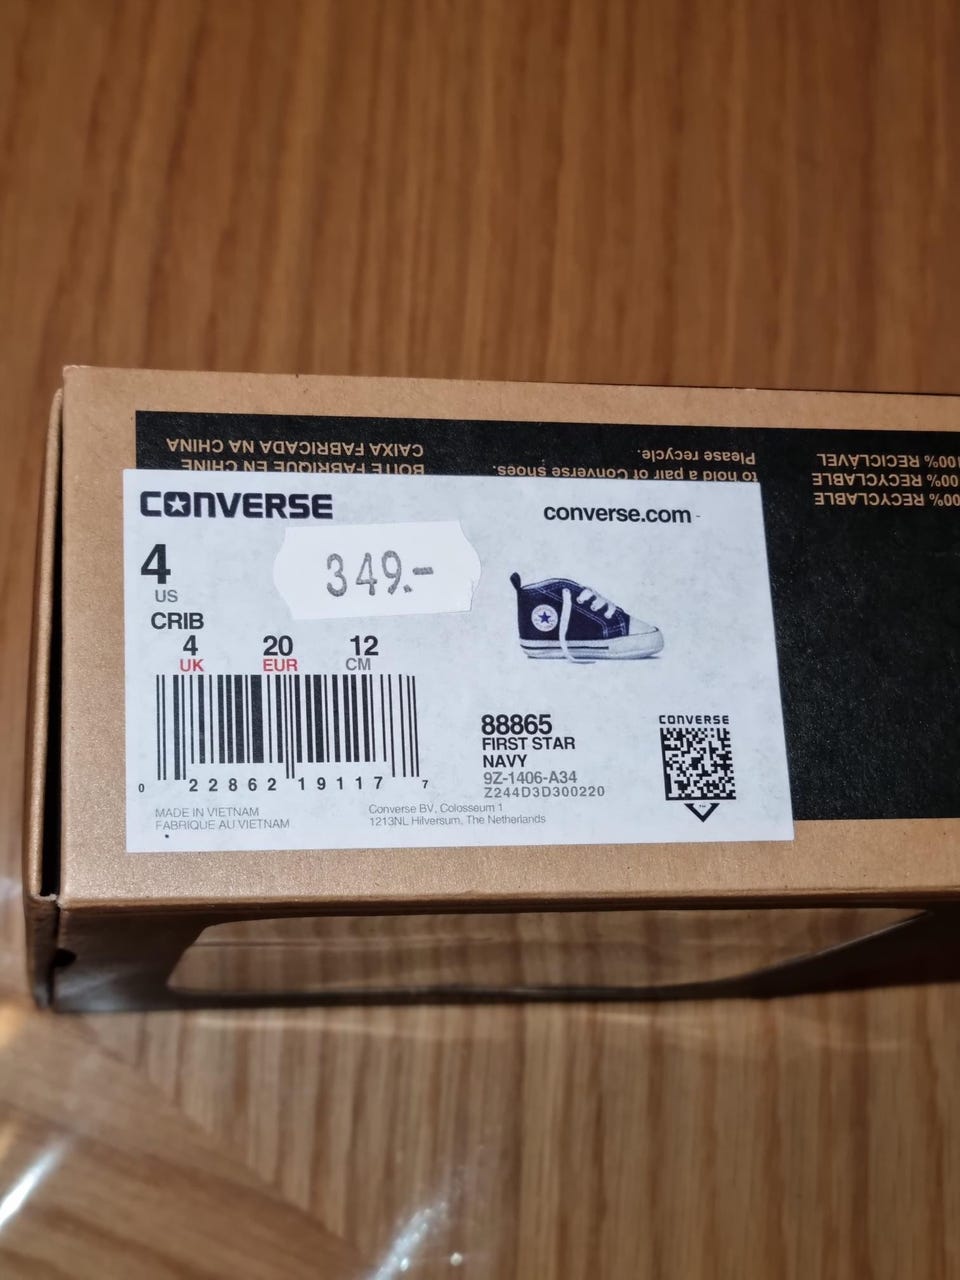 CAIXA FABRICADA NA CHINA
BOITE FABRIQUE EN CHINE
Please recycle.
to hold a pair of Converse shoes.
100% RECICLÁVEL
100% RECYCLABLE
100% RECYCLABLE
CONVERSE
converse.com
4
US
CRIB
349.-
4 20 12
UK EUR CM
0 22862 19117 7
MADE IN VIETNAM
FABRIQUE AU VIETNAM
Converse BV, Colosseum 1
1213NL Hilversum, The Netherlands
88865
FIRST STAR
NAVY
9Z-1406-A34
Z244D3D300220
CONVERSE